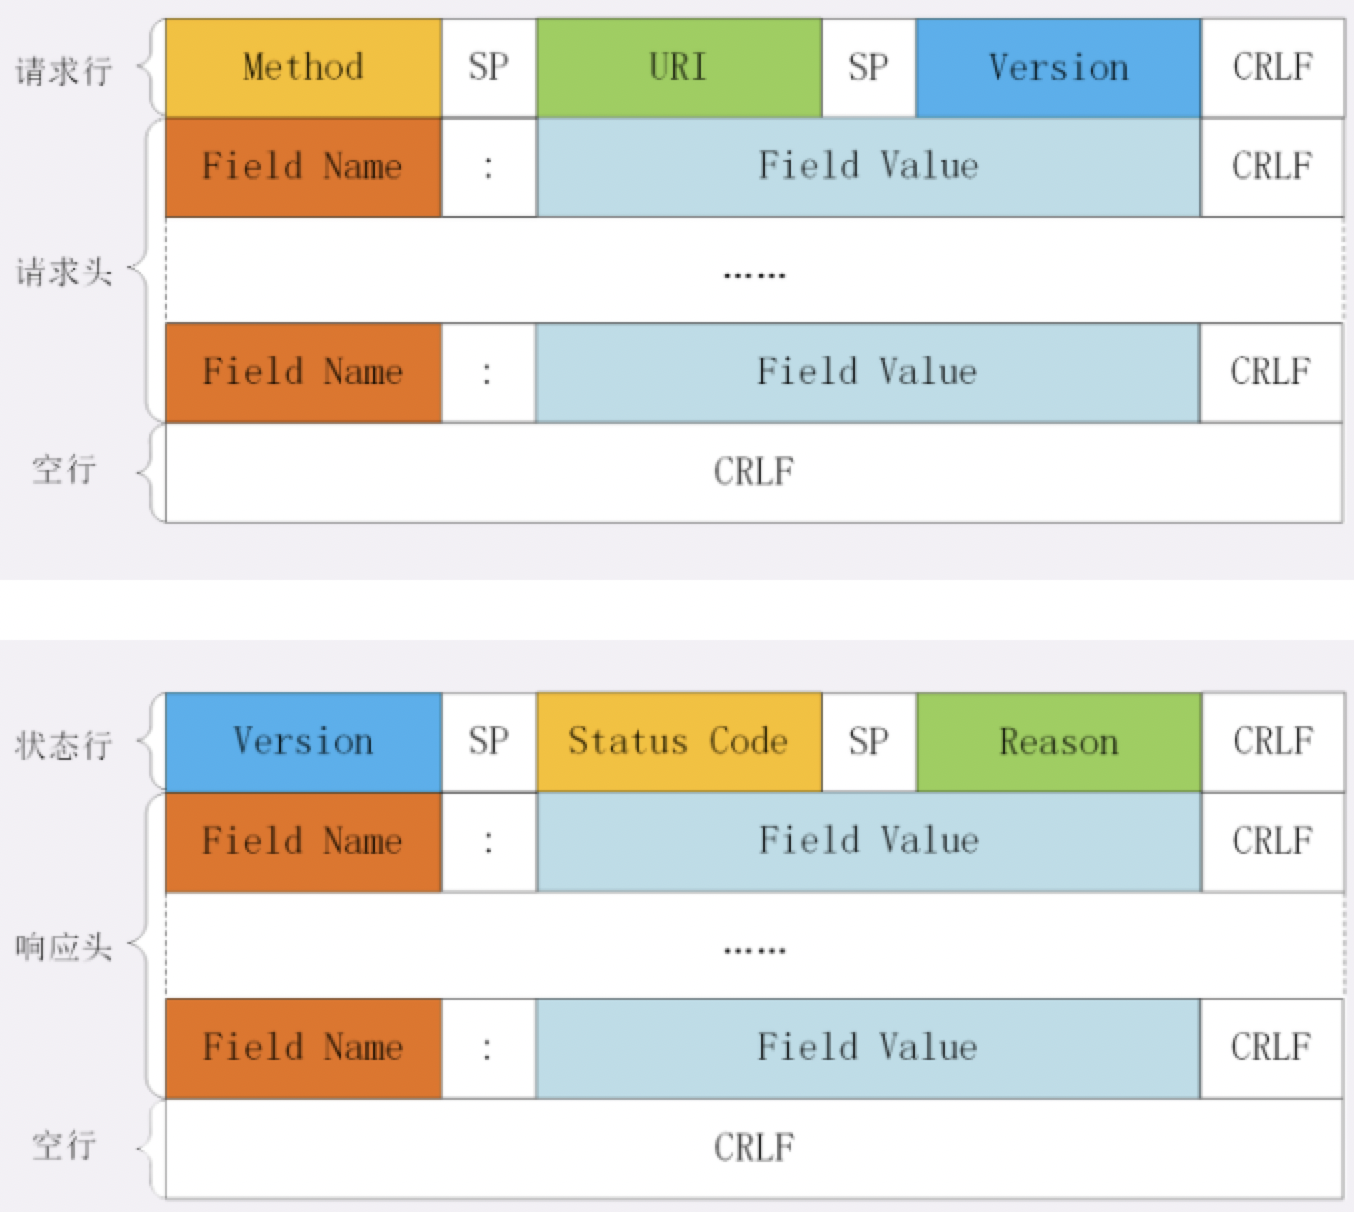 请求行 Method SP URI SP Version CRLF
Field Name : Field Value CRLF
请求头 ……
Field Name : Field Value CRLF
空行 CRLF
状态行 Version SP Status Code SP Reason CRLF
Field Name : Field Value CRLF
响应头 ……
Field Name : Field Value CRLF
空行 CRLF